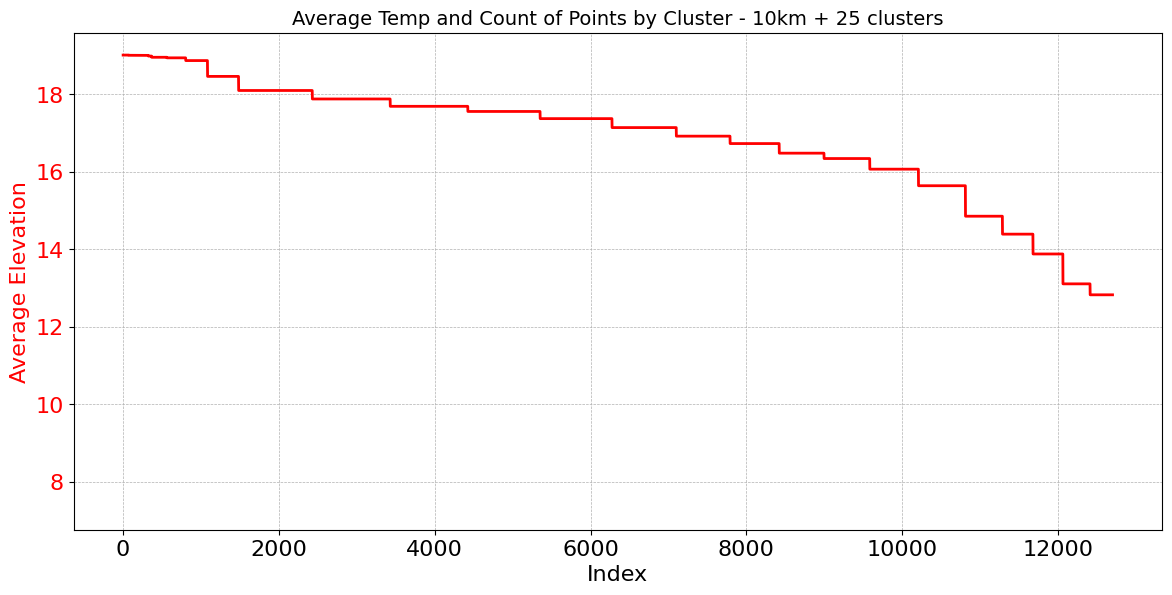 Average Temp and Count of Points by Cluster - 10km + 25 clusters
Average Elevation
18
16
14
12
10
8
0 2000 4000 6000 8000 10000 12000
Index